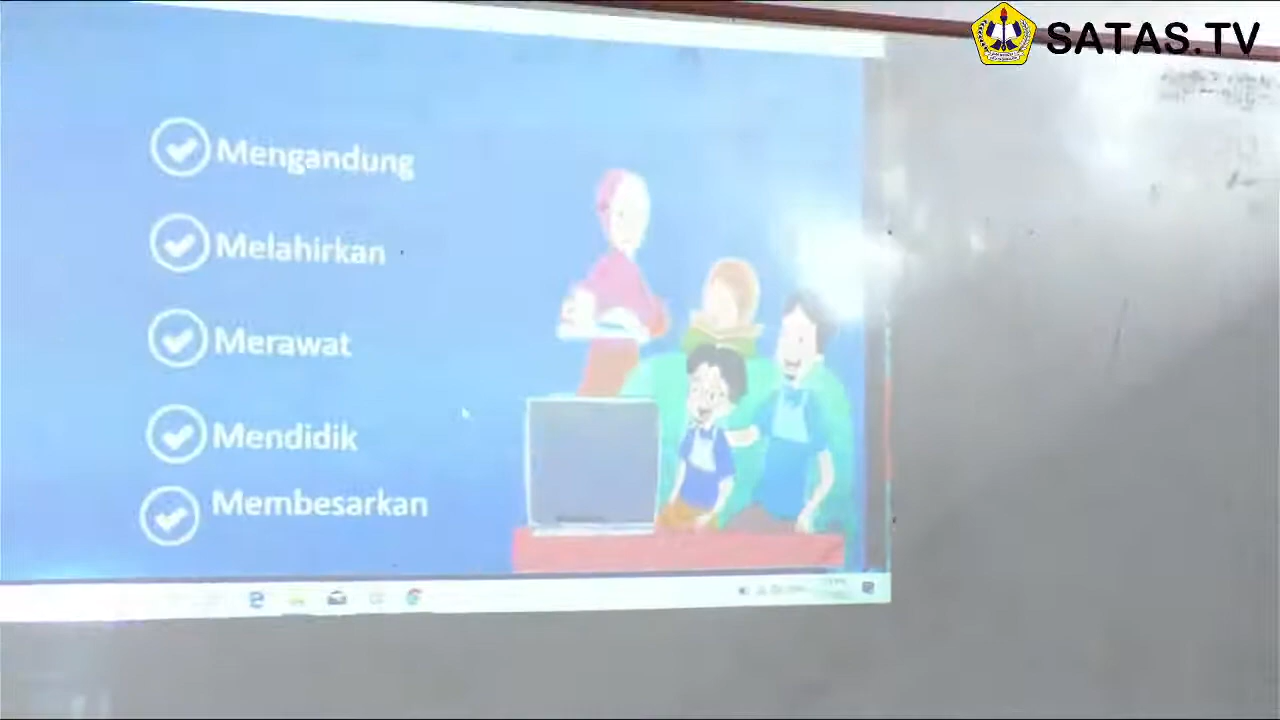 SATAS.TV
Mengandung
Melahirkan
Merawat
Mendidik
Membesarkan